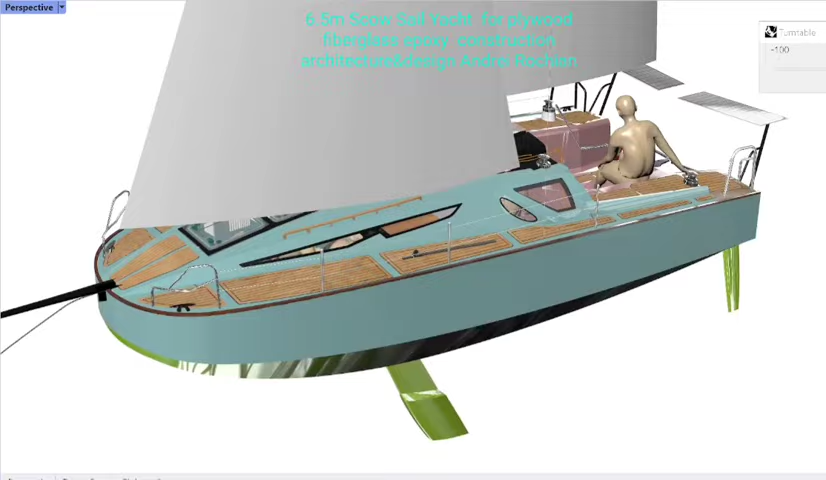 Perspective
6.5m Scow Sail Yacht for plywood
fiberglass epoxy construction
architecture&design Andrei Rochian
Turntable
-100